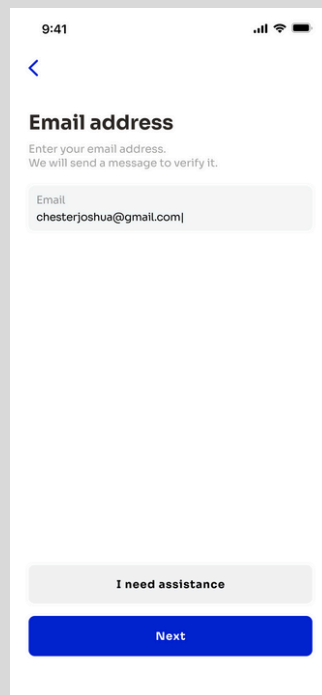 9:41
Email address
Enter your email address.
We will send a message to verify it.
Email
chesterjoshua@gmail.com
I need assistance
Next